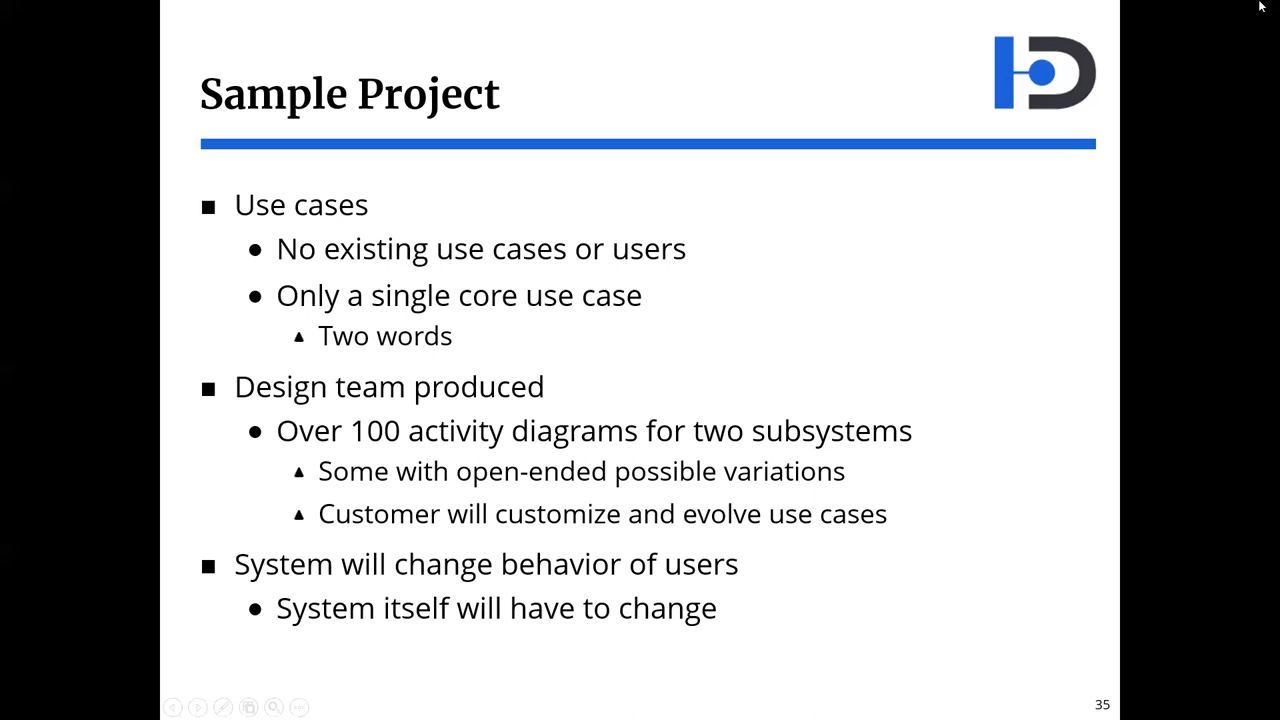 Sample Project
Use cases
No existing use cases or users
Only a single core use case
Two words
Design team produced
Over 100 activity diagrams for two subsystems
Some with open-ended possible variations
Customer will customize and evolve use cases
System will change behavior of users
System itself will have to change
35